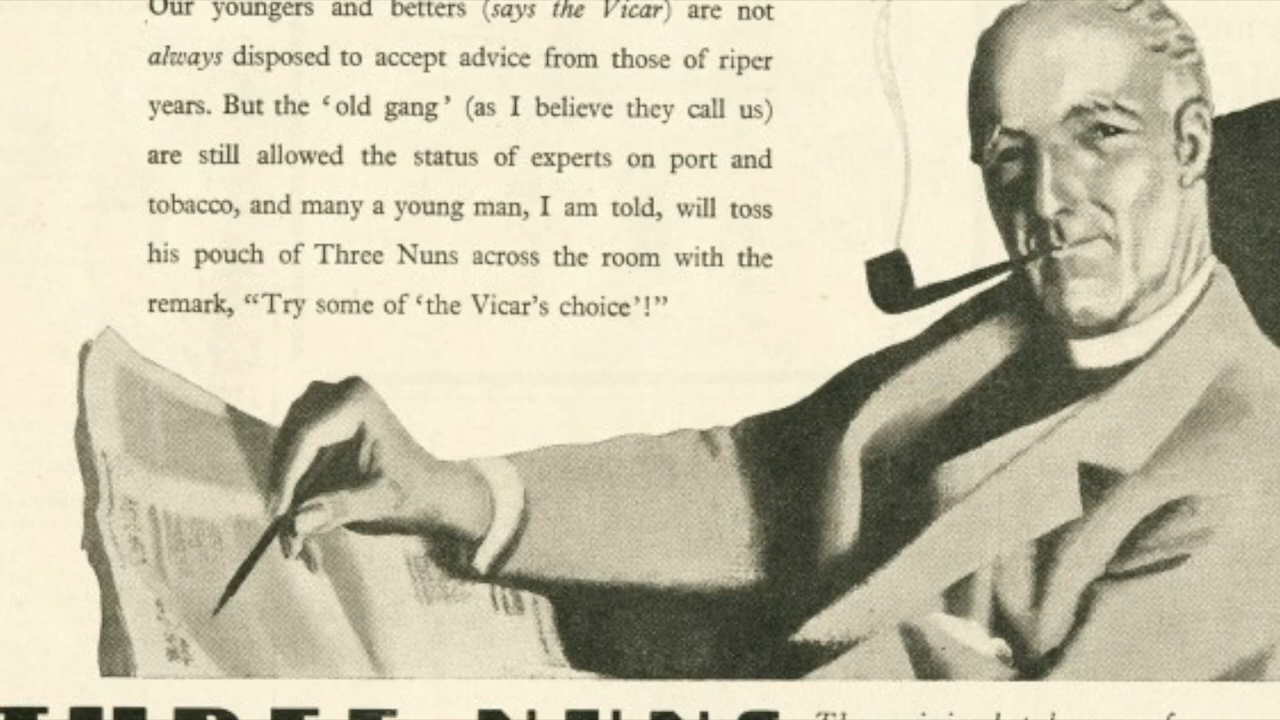 Our youngers and betters (says the Vicar) are not
always disposed to accept advice from those of riper
years. But the ‘old gang’ (as I believe they call us)
are still allowed the status of experts on port and
tobacco, and many a young man, I am told, will toss
his pouch of Three Nuns across the room with the
remark, “Try some of ‘the Vicar’s choice’!”
THREE NUNS